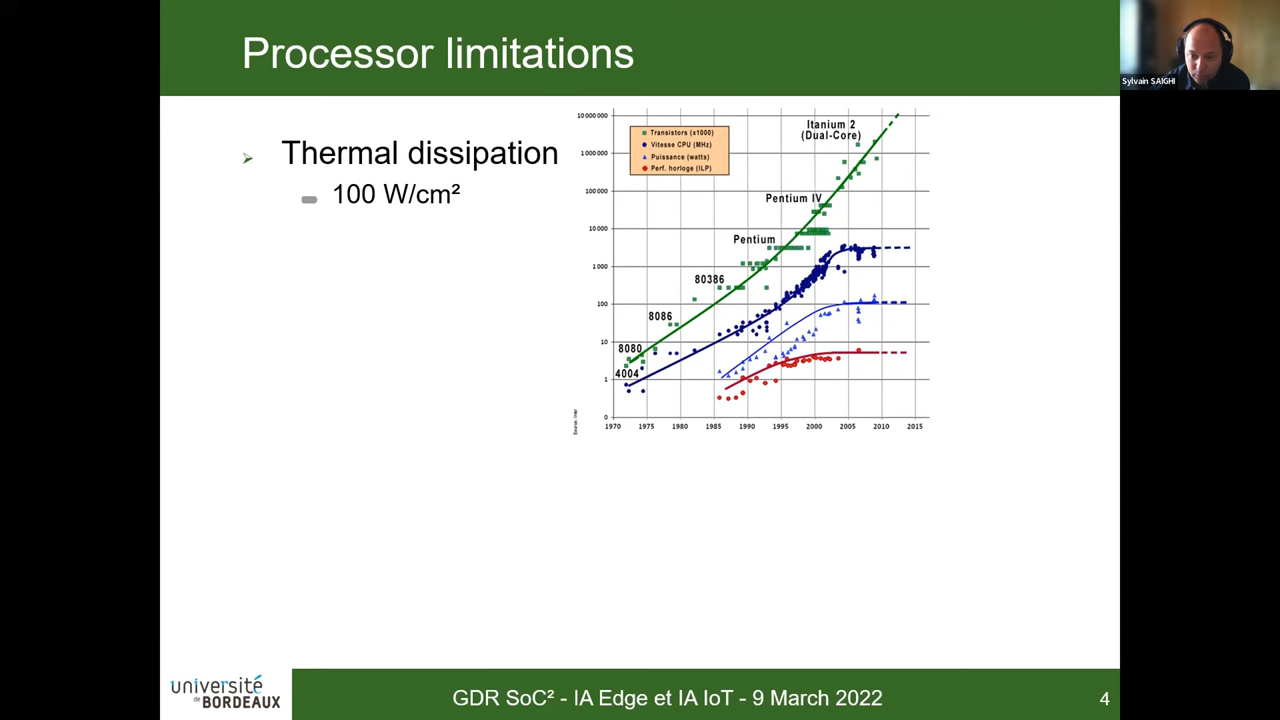 Processor limitations
Sylvain SAIGHI
Thermal dissipation
100 W/cm²
10 000 000
1 000 000
100 000
10 000
1 000
100
10
1
0
Transistors (x1000)
Vitesse CPU (MHz)
Puissance (watts)
Perf. horloge (ILP)
Itanium 2
(Dual-Core)
Pentium IV
Pentium
80386
8086
8080
4004
1970 1975 1980 1985 1990 1995 2000 2005 2010 2015
Source: Intel
université
de BORDEAUX
GDR SoC² - IA Edge et IA IoT - 9 March 2022
4